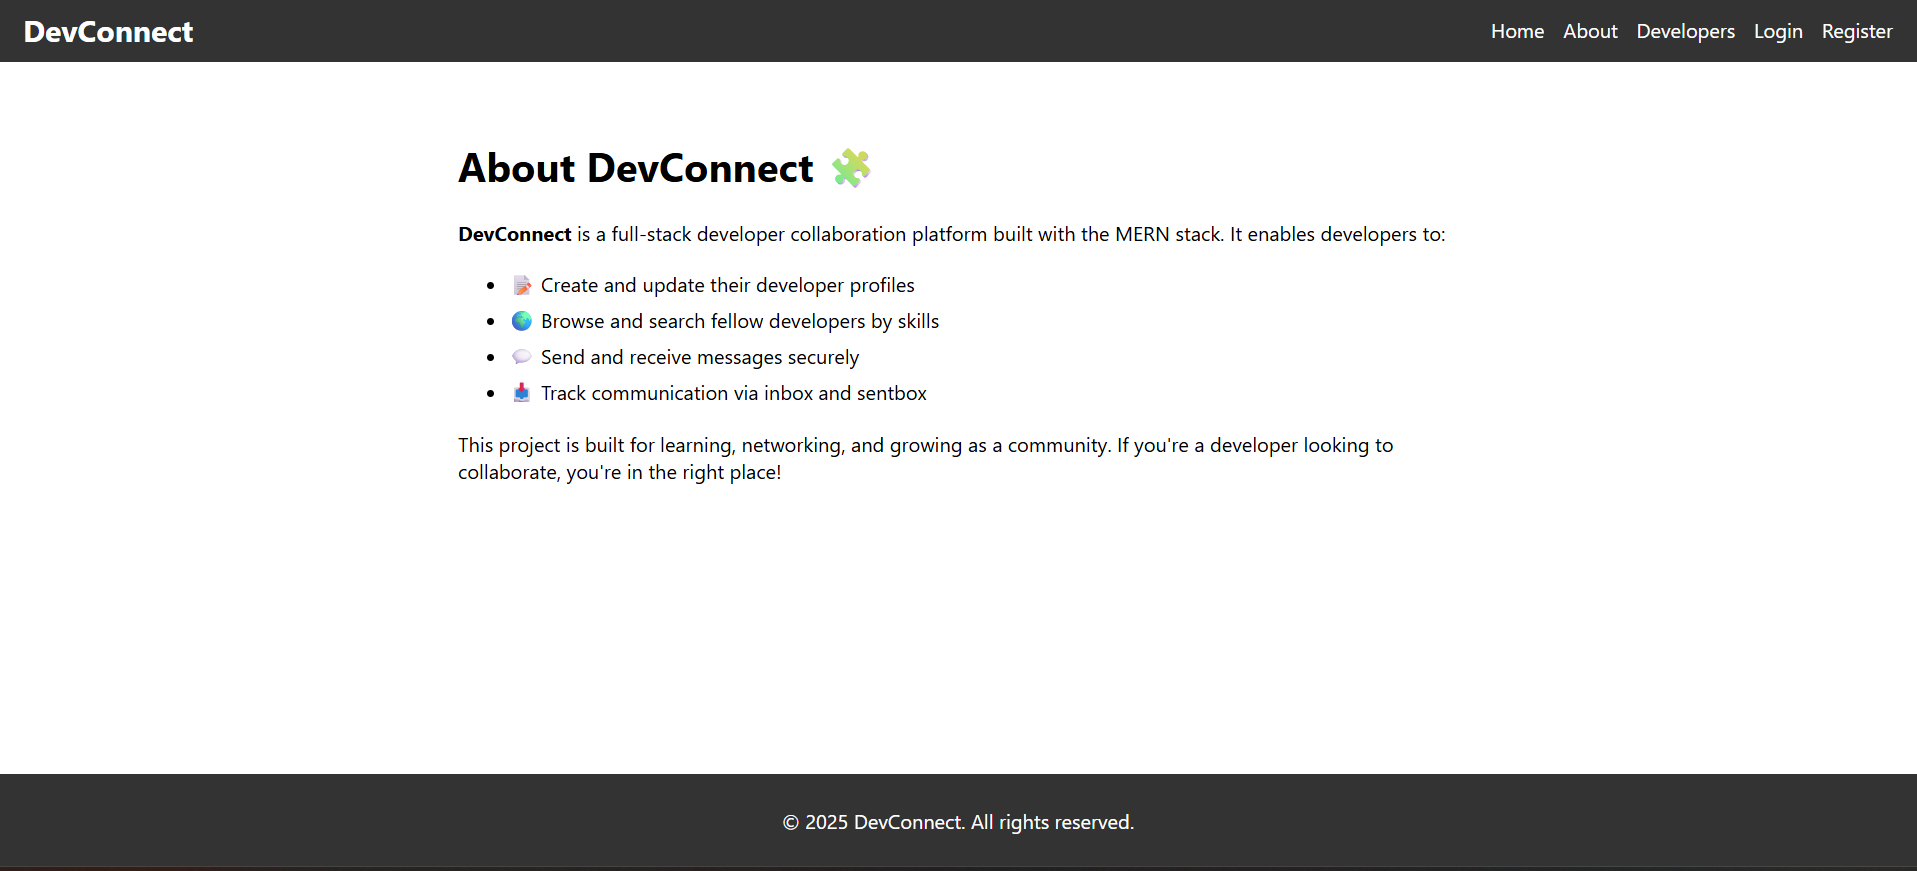 DevConnect
Home About Developers Login Register
About DevConnect 🧩
DevConnect is a full-stack developer collaboration platform built with the MERN stack. It enables developers to:
• 📝 Create and update their developer profiles
• 🌍 Browse and search fellow developers by skills
• 💬 Send and receive messages securely
• 📥 Track communication via inbox and sentbox
This project is built for learning, networking, and growing as a community. If you're a developer looking to
collaborate, you're in the right place!
© 2025 DevConnect. All rights reserved.